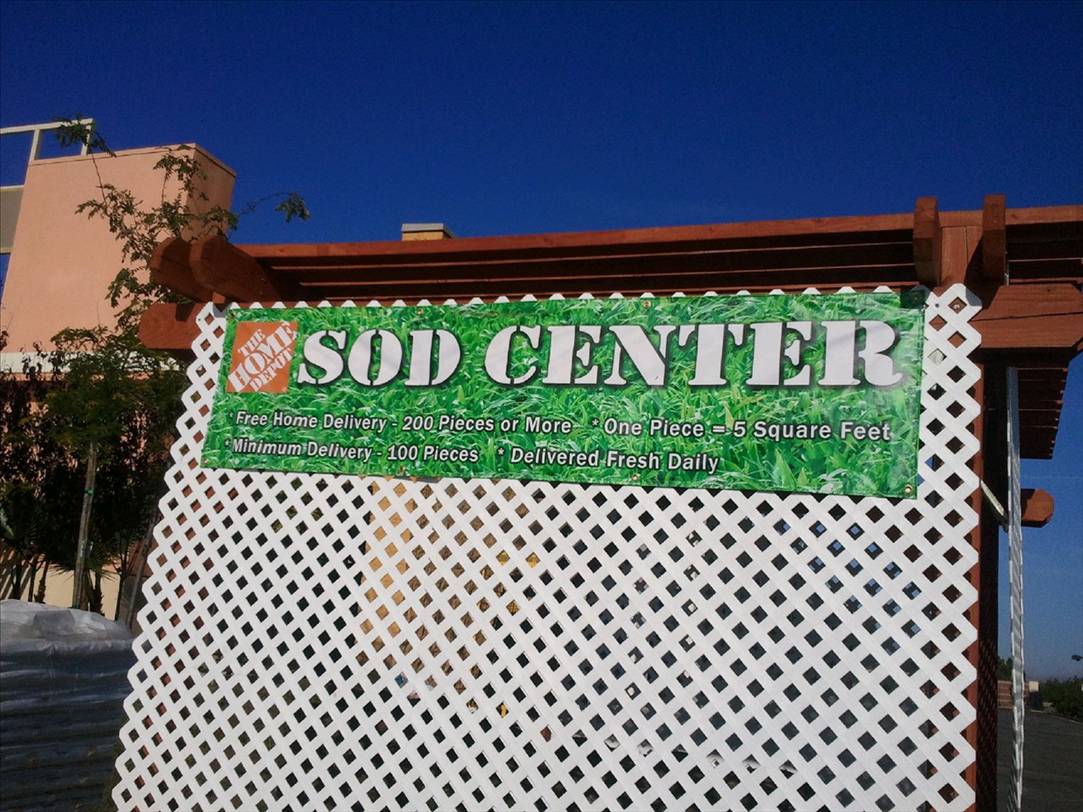 THE
HOME
DEPOT
SOD CENTER
* Free Home Delivery - 200 Pieces or More * One Piece = 5 Square Feet
* Minimum Delivery - 100 Pieces * Delivered Fresh Daily